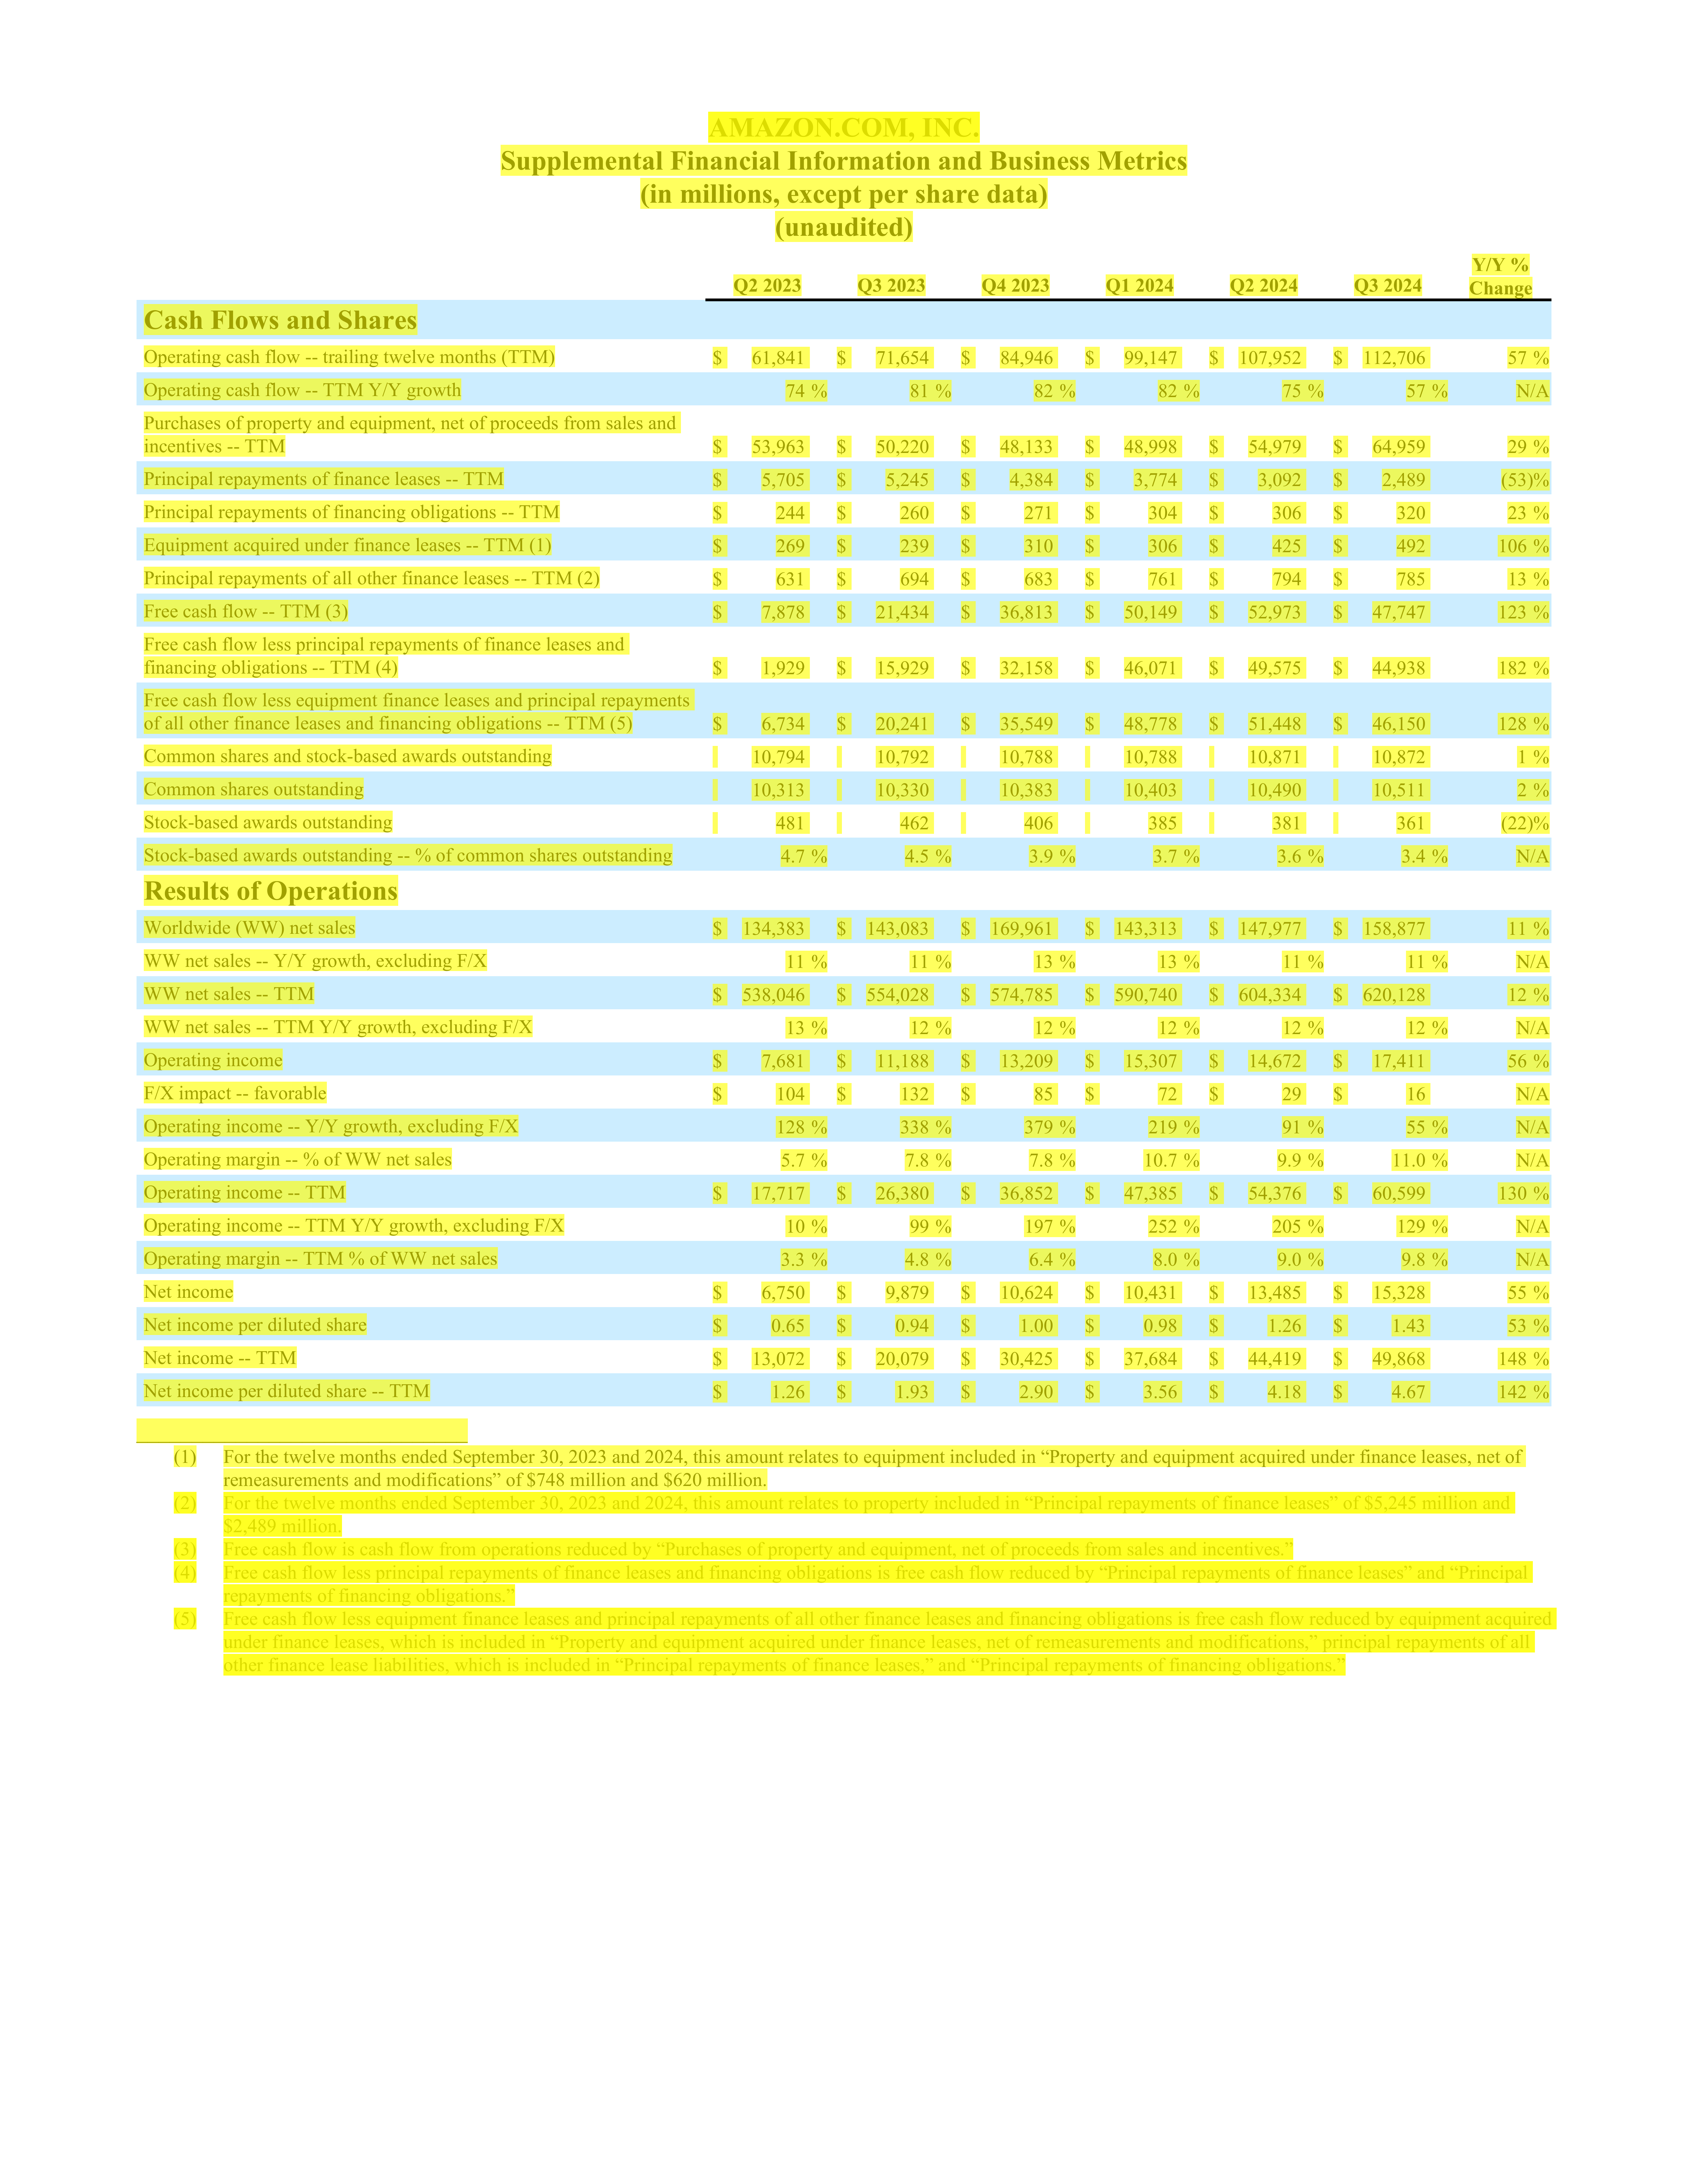 AMAZON.COM, INC.
Supplemental Financial Information and Business Metrics
(in millions, except per share data)
(unaudited)
Y/Y %
Q2 2023 Q3 2023 Q4 2023 Q1 2024 Q2 2024 Q3 2024 Change
Cash Flows and Shares
Operating cash flow -- trailing twelve months (TTM) $ 61,841 $ 71,654 $ 84,946 $ 99,147 $ 107,952 $ 112,706 57 %
Operating cash flow -- TTM Y/Y growth 74 % 81 % 82 % 82 % 75 % 57 % N/A
Purchases of property and equipment, net of proceeds from sales and
incentives -- TTM $ 53,963 $ 50,220 $ 48,133 $ 48,998 $ 54,979 $ 64,959 29 %
Principal repayments of finance leases -- TTM $ 5,705 $ 5,245 $ 4,384 $ 3,774 $ 3,092 $ 2,489 (53)%
Principal repayments of financing obligations -- TTM $ 244 $ 260 $ 271 $ 304 $ 306 $ 320 23 %
Equipment acquired under finance leases -- TTM (1) $ 269 $ 239 $ 310 $ 306 $ 425 $ 492 106 %
Principal repayments of all other finance leases -- TTM (2) $ 631 $ 694 $ 683 $ 761 $ 794 $ 785 13 %
Free cash flow -- TTM (3) $ 7,878 $ 21,434 $ 36,813 $ 50,149 $ 52,973 $ 47,747 123 %
Free cash flow less principal repayments of finance leases and
financing obligations -- TTM (4) $ 1,929 $ 15,929 $ 32,158 $ 46,071 $ 49,575 $ 44,938 182 %
Free cash flow less equipment finance leases and principal repayments
of all other finance leases and financing obligations -- TTM (5) $ 6,734 $ 20,241 $ 35,549 $ 48,778 $ 51,448 $ 46,150 128 %
Common shares and stock-based awards outstanding 10,794 10,792 10,788 10,788 10,871 10,872 1 %
Common shares outstanding 10,313 10,330 10,383 10,403 10,490 10,511 2 %
Stock-based awards outstanding 481 462 406 385 381 361 (22)%
Stock-based awards outstanding -- % of common shares outstanding 4.7 % 4.5 % 3.9 % 3.7 % 3.6 % 3.4 % N/A
Results of Operations
Worldwide (WW) net sales $ 134,383 $ 143,083 $ 169,961 $ 143,313 $ 147,977 $ 158,877 11 %
WW net sales -- Y/Y growth, excluding F/X 11 % 11 % 13 % 13 % 11 % 11 % N/A
WW net sales -- TTM $ 538,046 $ 554,028 $ 574,785 $ 590,740 $ 604,334 $ 620,128 12 %
WW net sales -- TTM Y/Y growth, excluding F/X 13 % 12 % 12 % 12 % 12 % 12 % N/A
Operating income $ 7,681 $ 11,188 $ 13,209 $ 15,307 $ 14,672 $ 17,411 56 %
F/X impact -- favorable $ 104 $ 132 $ 85 $ 72 $ 29 $ 16 N/A
Operating income -- Y/Y growth, excluding F/X 128 % 338 % 379 % 219 % 91 % 55 % N/A
Operating margin -- % of WW net sales 5.7 % 7.8 % 7.8 % 10.7 % 9.9 % 11.0 % N/A
Operating income -- TTM $ 17,717 $ 26,380 $ 36,852 $ 47,385 $ 54,376 $ 60,599 130 %
Operating income -- TTM Y/Y growth, excluding F/X 10 % 99 % 197 % 252 % 205 % 129 % N/A
Operating margin -- TTM % of WW net sales 3.3 % 4.8 % 6.4 % 8.0 % 9.0 % 9.8 % N/A
Net income $ 6,750 $ 9,879 $ 10,624 $ 10,431 $ 13,485 $ 15,328 55 %
Net income per diluted share $ 0.65 $ 0.94 $ 1.00 $ 0.98 $ 1.26 $ 1.43 53 %
Net income -- TTM $ 13,072 $ 20,079 $ 30,425 $ 37,684 $ 44,419 $ 49,868 148 %
Net income per diluted share -- TTM $ 1.26 $ 1.93 $ 2.90 $ 3.56 $ 4.18 $ 4.67 142 %
(1) For the twelve months ended September 30, 2023 and 2024, this amount relates to equipment included in “Property and equipment acquired under finance leases, net of
remeasurements and modifications” of $748 million and $620 million.
(2) For the twelve months ended September 30, 2023 and 2024, this amount relates to property included in “Principal repayments of finance leases” of $5,245 million and
$2,489 million.
(3) Free cash flow is cash flow from operations reduced by “Purchases of property and equipment, net of proceeds from sales and incentives.”
(4) Free cash flow less principal repayments of finance leases and financing obligations is free cash flow reduced by “Principal repayments of finance leases” and “Principal
repayments of financing obligations.”
(5) Free cash flow less equipment finance leases and principal repayments of all other finance leases and financing obligations is free cash flow reduced by equipment acquired
under finance leases, which is included in “Property and equipment acquired under finance leases, net of remeasurements and modifications,” principal repayments of all
other finance lease liabilities, which is included in “Principal repayments of finance leases,” and “Principal repayments of financing obligations.”